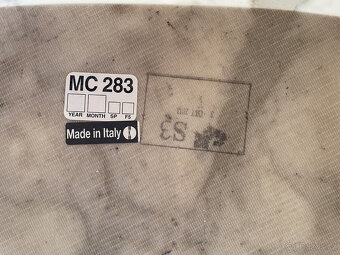 MC 283
YEAR MONTH SP FS
Made in Italy
S3